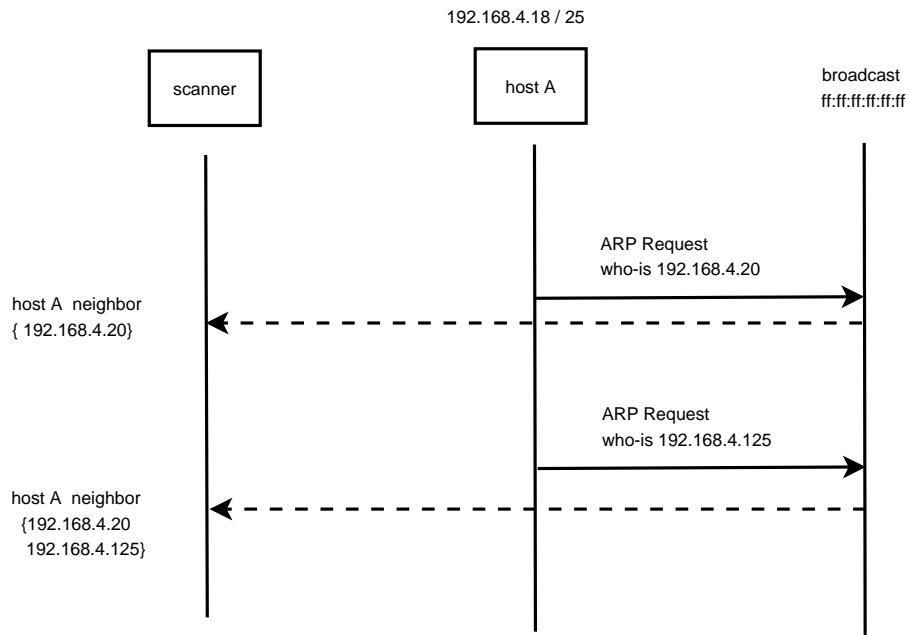 192.168.4.18 / 25
scanner
host A
broadcast
ff:ff:ff:ff:ff:ff
ARP Request
who-is 192.168.4.20
host A neighbor
{ 192.168.4.20}
ARP Request
who-is 192.168.4.125
host A neighbor
{192.168.4.20
192.168.4.125}